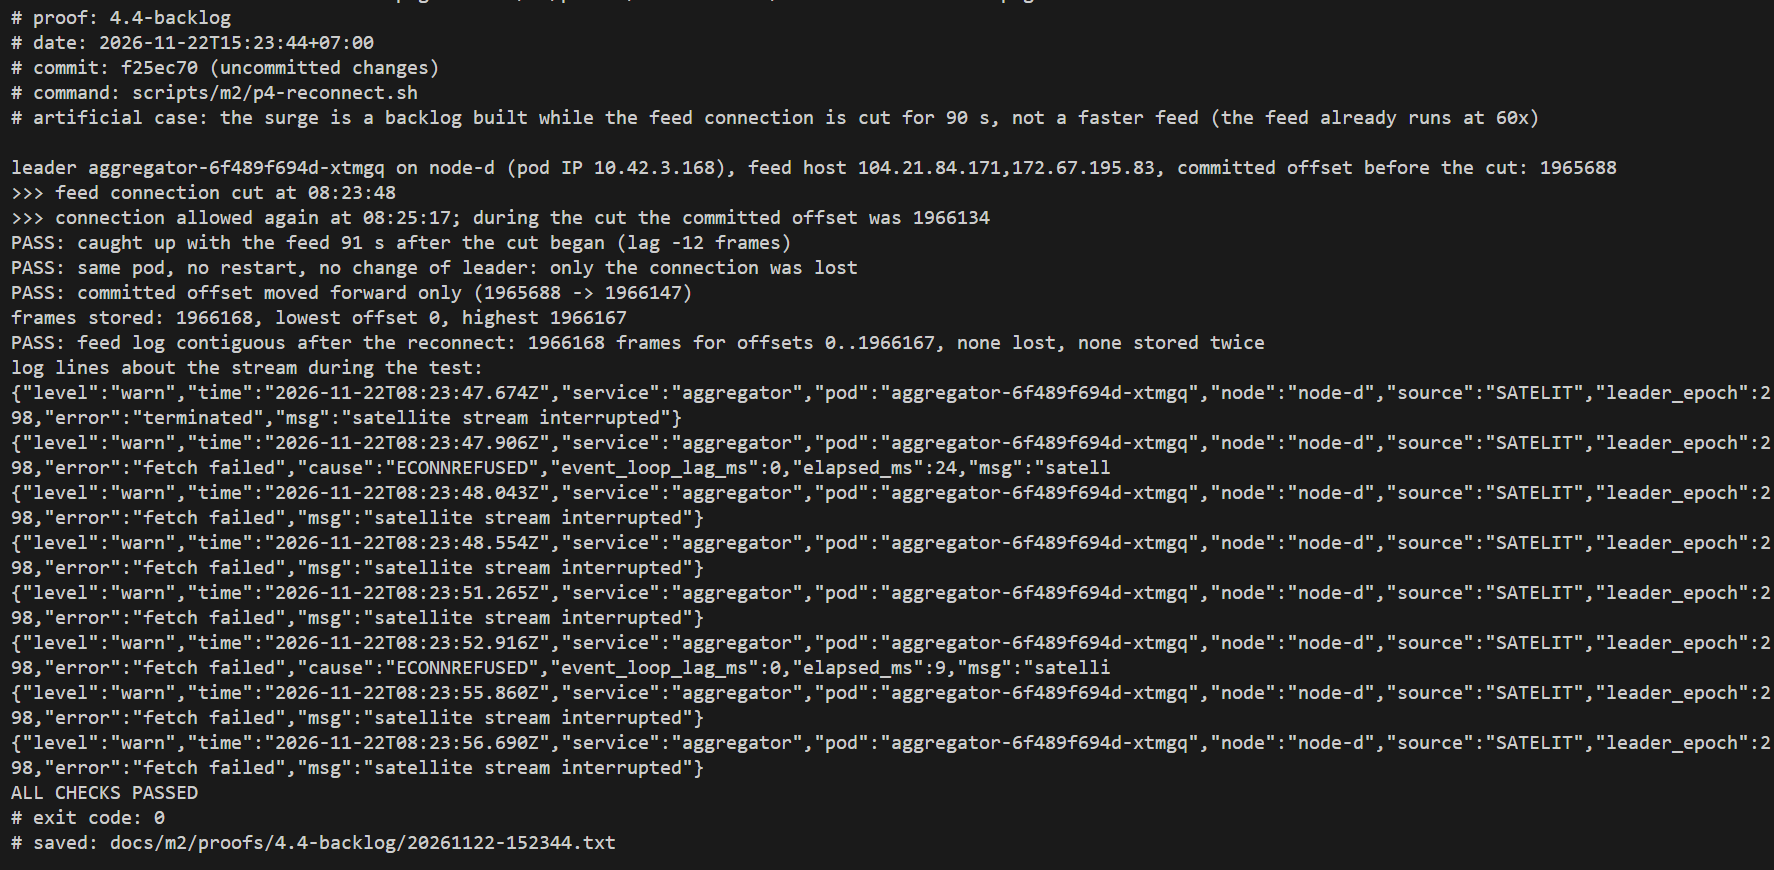 # proof: 4.4-backlog
# date: 2026-11-22T15:23:44+07:00
# commit: f25ec70 (uncommitted changes)
# command: scripts/m2/p4-reconnect.sh
# artificial case: the surge is a backlog built while the feed connection is cut for 90 s, not a faster feed (the feed already runs at 60x)
leader aggregator-6f489f694d-xtmgq on node-d (pod IP 10.42.3.168), feed host 104.21.84.171,172.67.195.83, committed offset before the cut: 1965688
>>> feed connection cut at 08:23:48
>>> connection allowed again at 08:25:17; during the cut the committed offset was 1966134
PASS: caught up with the feed 91 s after the cut began (lag -12 frames)
PASS: same pod, no restart, no change of leader: only the connection was lost
PASS: committed offset moved forward only (1965688 -> 1966147)
frames stored: 1966168, lowest offset 0, highest 1966167
PASS: feed log contiguous after the reconnect: 1966168 frames for offsets 0..1966167, none lost, none stored twice
log lines about the stream during the test:
{"level":"warn","time":"2026-11-22T08:23:47.674Z","service":"aggregator","pod":"aggregator-6f489f694d-xtmgq","node":"node-d","source":"SATELIT","leader_epoch":2
98,"error":"terminated","msg":"satellite stream interrupted"}
{"level":"warn","time":"2026-11-22T08:23:47.906Z","service":"aggregator","pod":"aggregator-6f489f694d-xtmgq","node":"node-d","source":"SATELIT","leader_epoch":2
98,"error":"fetch failed","cause":"ECONNREFUSED","event_loop_lag_ms":0,"elapsed_ms":24,"msg":"satell
{"level":"warn","time":"2026-11-22T08:23:48.043Z","service":"aggregator","pod":"aggregator-6f489f694d-xtmgq","node":"node-d","source":"SATELIT","leader_epoch":2
98,"error":"fetch failed","msg":"satellite stream interrupted"}
{"level":"warn","time":"2026-11-22T08:23:48.554Z","service":"aggregator","pod":"aggregator-6f489f694d-xtmgq","node":"node-d","source":"SATELIT","leader_epoch":2
98,"error":"fetch failed","msg":"satellite stream interrupted"}
{"level":"warn","time":"2026-11-22T08:23:51.265Z","service":"aggregator","pod":"aggregator-6f489f694d-xtmgq","node":"node-d","source":"SATELIT","leader_epoch":2
98,"error":"fetch failed","msg":"satellite stream interrupted"}
{"level":"warn","time":"2026-11-22T08:23:52.916Z","service":"aggregator","pod":"aggregator-6f489f694d-xtmgq","node":"node-d","source":"SATELIT","leader_epoch":2
98,"error":"fetch failed","cause":"ECONNREFUSED","event_loop_lag_ms":0,"elapsed_ms":9,"msg":"satelli
{"level":"warn","time":"2026-11-22T08:23:55.860Z","service":"aggregator","pod":"aggregator-6f489f694d-xtmgq","node":"node-d","source":"SATELIT","leader_epoch":2
98,"error":"fetch failed","msg":"satellite stream interrupted"}
{"level":"warn","time":"2026-11-22T08:23:56.690Z","service":"aggregator","pod":"aggregator-6f489f694d-xtmgq","node":"node-d","source":"SATELIT","leader_epoch":2
98,"error":"fetch failed","msg":"satellite stream interrupted"}
ALL CHECKS PASSED
# exit code: 0
# saved: docs/m2/proofs/4.4-backlog/20261122-152344.txt